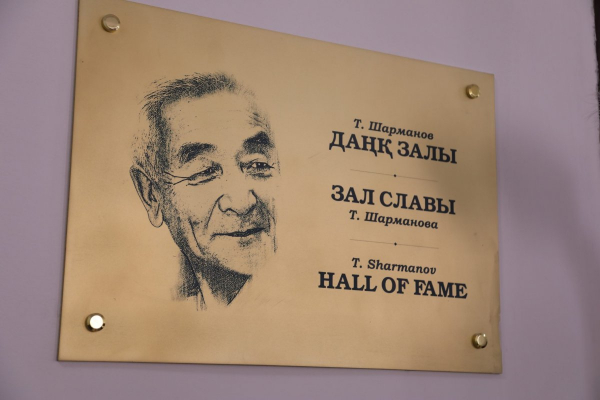 Т. Шарманов
ДАҢҚ ЗАЛЫ
ЗАЛ СЛАВЫ
Т. Шарманова
T. Sharmanov
HALL OF FAME